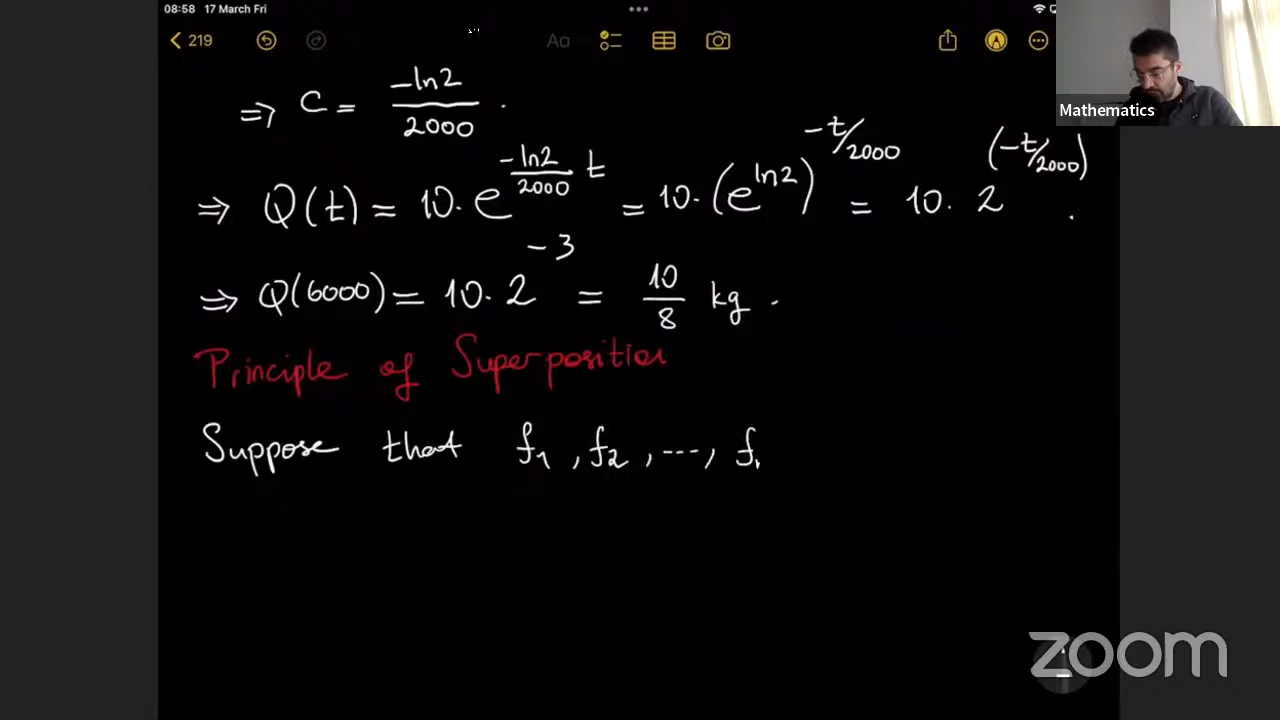 08:58 17 March Fri
219
Aa
Mathematics
⇒ C = -ln2/2000 .
⇒ Q(t) = 10. e^(-ln2/2000 t) = 10. (e^ln2)^(-t/2000) = 10. 2^(-t/2000) .
⇒ Q(6000) = 10. 2^-3 = 10/8 kg .
Principle of Superposition
Suppose that f1 , f2 , ---, f
zoom